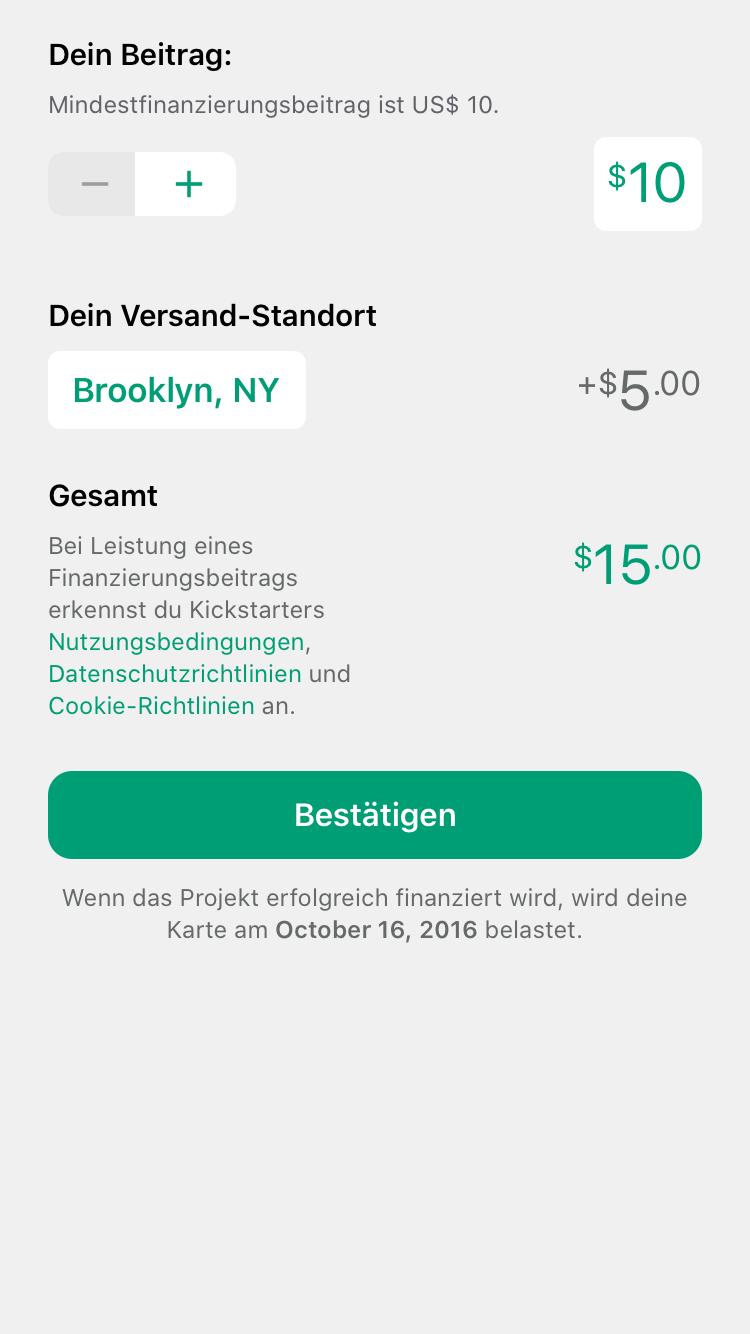 Dein Beitrag:
Mindestfinanzierungsbeitrag ist US$ 10.
− + $10
Dein Versand-Standort
Brooklyn, NY +$5.00
Gesamt
Bei Leistung eines
Finanzierungsbeitrags
erkennst du Kickstarters
Nutzungsbedingungen,
Datenschutzrichtlinien und
Cookie-Richtlinien an.
$15.00
Bestätigen
Wenn das Projekt erfolgreich finanziert wird, wird deine
Karte am October 16, 2016 belastet.